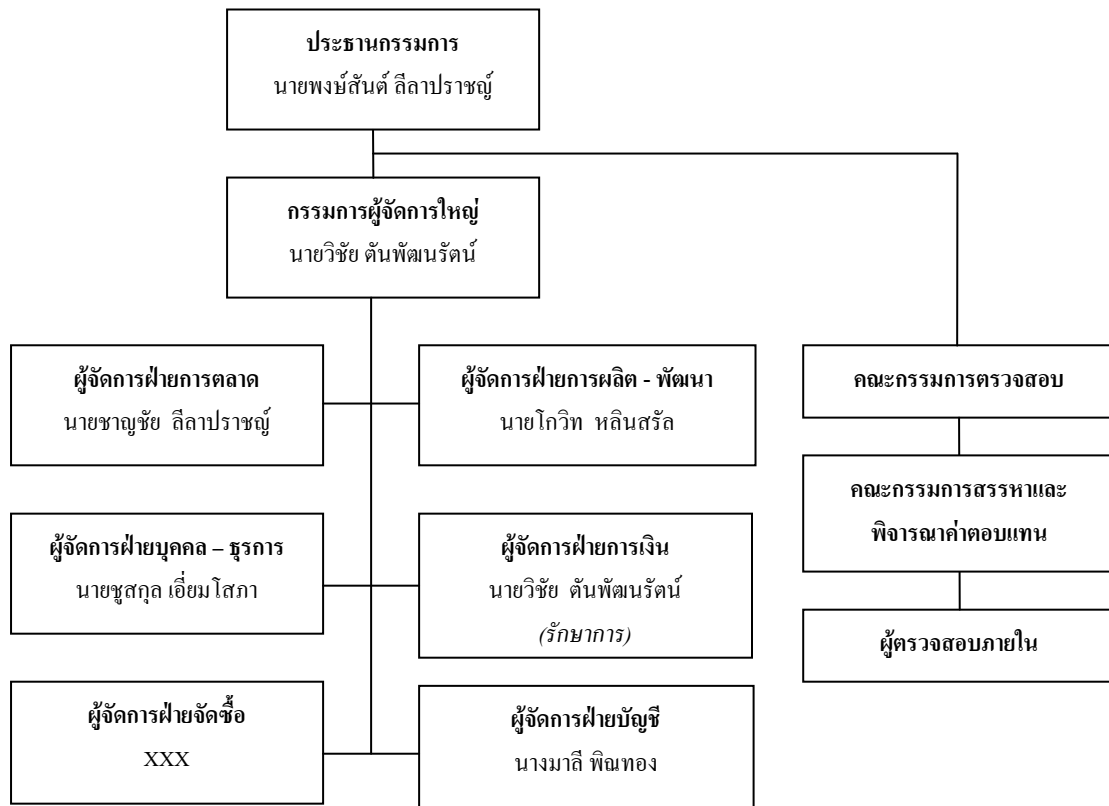 ประธานกรรมการ
นายพงษ์สันต์ ลีลาปราชญ์
กรรมการผู้จัดการใหญ่
นายวิชัย ตันพัฒนรัตน์
ผู้จัดการฝ่ายการตลาด
นายชาญชัย ลีลาปราชญ์
ผู้จัดการฝ่ายการผลิต - พัฒนา
นายโกวิท หลินสรัล
คณะกรรมการตรวจสอบ
คณะกรรมการสรรหาและ
พิจารณาค่าตอบแทน
ผู้จัดการฝ่ายบุคคล – ธุรการ
นายชูสกุล เอี่ยมโสภา
ผู้จัดการฝ่ายการเงิน
นายวิชัย ตันพัฒนรัตน์
(รักษาการ)
ผู้ตรวจสอบภายใน
ผู้จัดการฝ่ายจัดซื้อ
XXX
ผู้จัดการฝ่ายบัญชี
นางมาลี พิณทอง